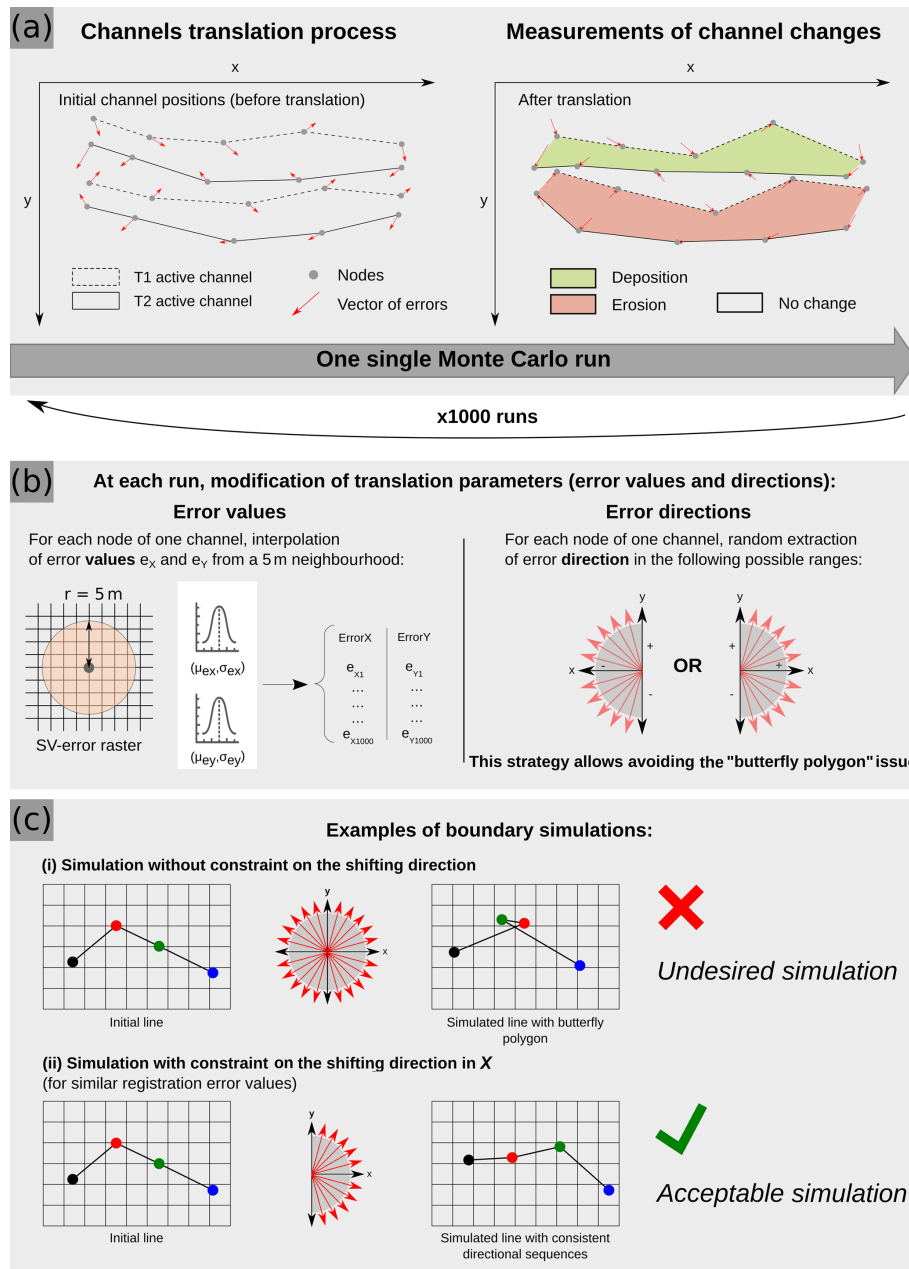 (a)
Channels translation process
Measurements of channel changes
x
x
Initial channel positions (before translation)
After translation
y
y
T1 active channel
Nodes
T2 active channel
Vector of errors
Deposition
Erosion
No change
One single Monte Carlo run
x1000 runs
(b)
At each run, modification of translation parameters (error values and directions):
Error values
Error directions
For each node of one channel, interpolation
of error values eX and eY from a 5 m neighbourhood:
For each node of one channel, random extraction
of error direction in the following possible ranges:
r = 5 m
SV-error raster
(μex,σex)
(μey,σey)
ErrorX ErrorY
eX1 eY1
... ...
... ...
... ...
eX1000 eY1000
y
y
+
+
x
-
OR
+
x
-
-
This strategy allows avoiding the "butterfly polygon" issu
(c)
Examples of boundary simulations:
(i) Simulation without constraint on the shifting direction
y
x
Undesired simulation
Initial line
Simulated line with butterfly
polygon
(ii) Simulation with constraint on the shifting direction in X
(for similar registration error values)
y
x
Acceptable simulation
Initial line
Simulated line with consistent
directional sequences